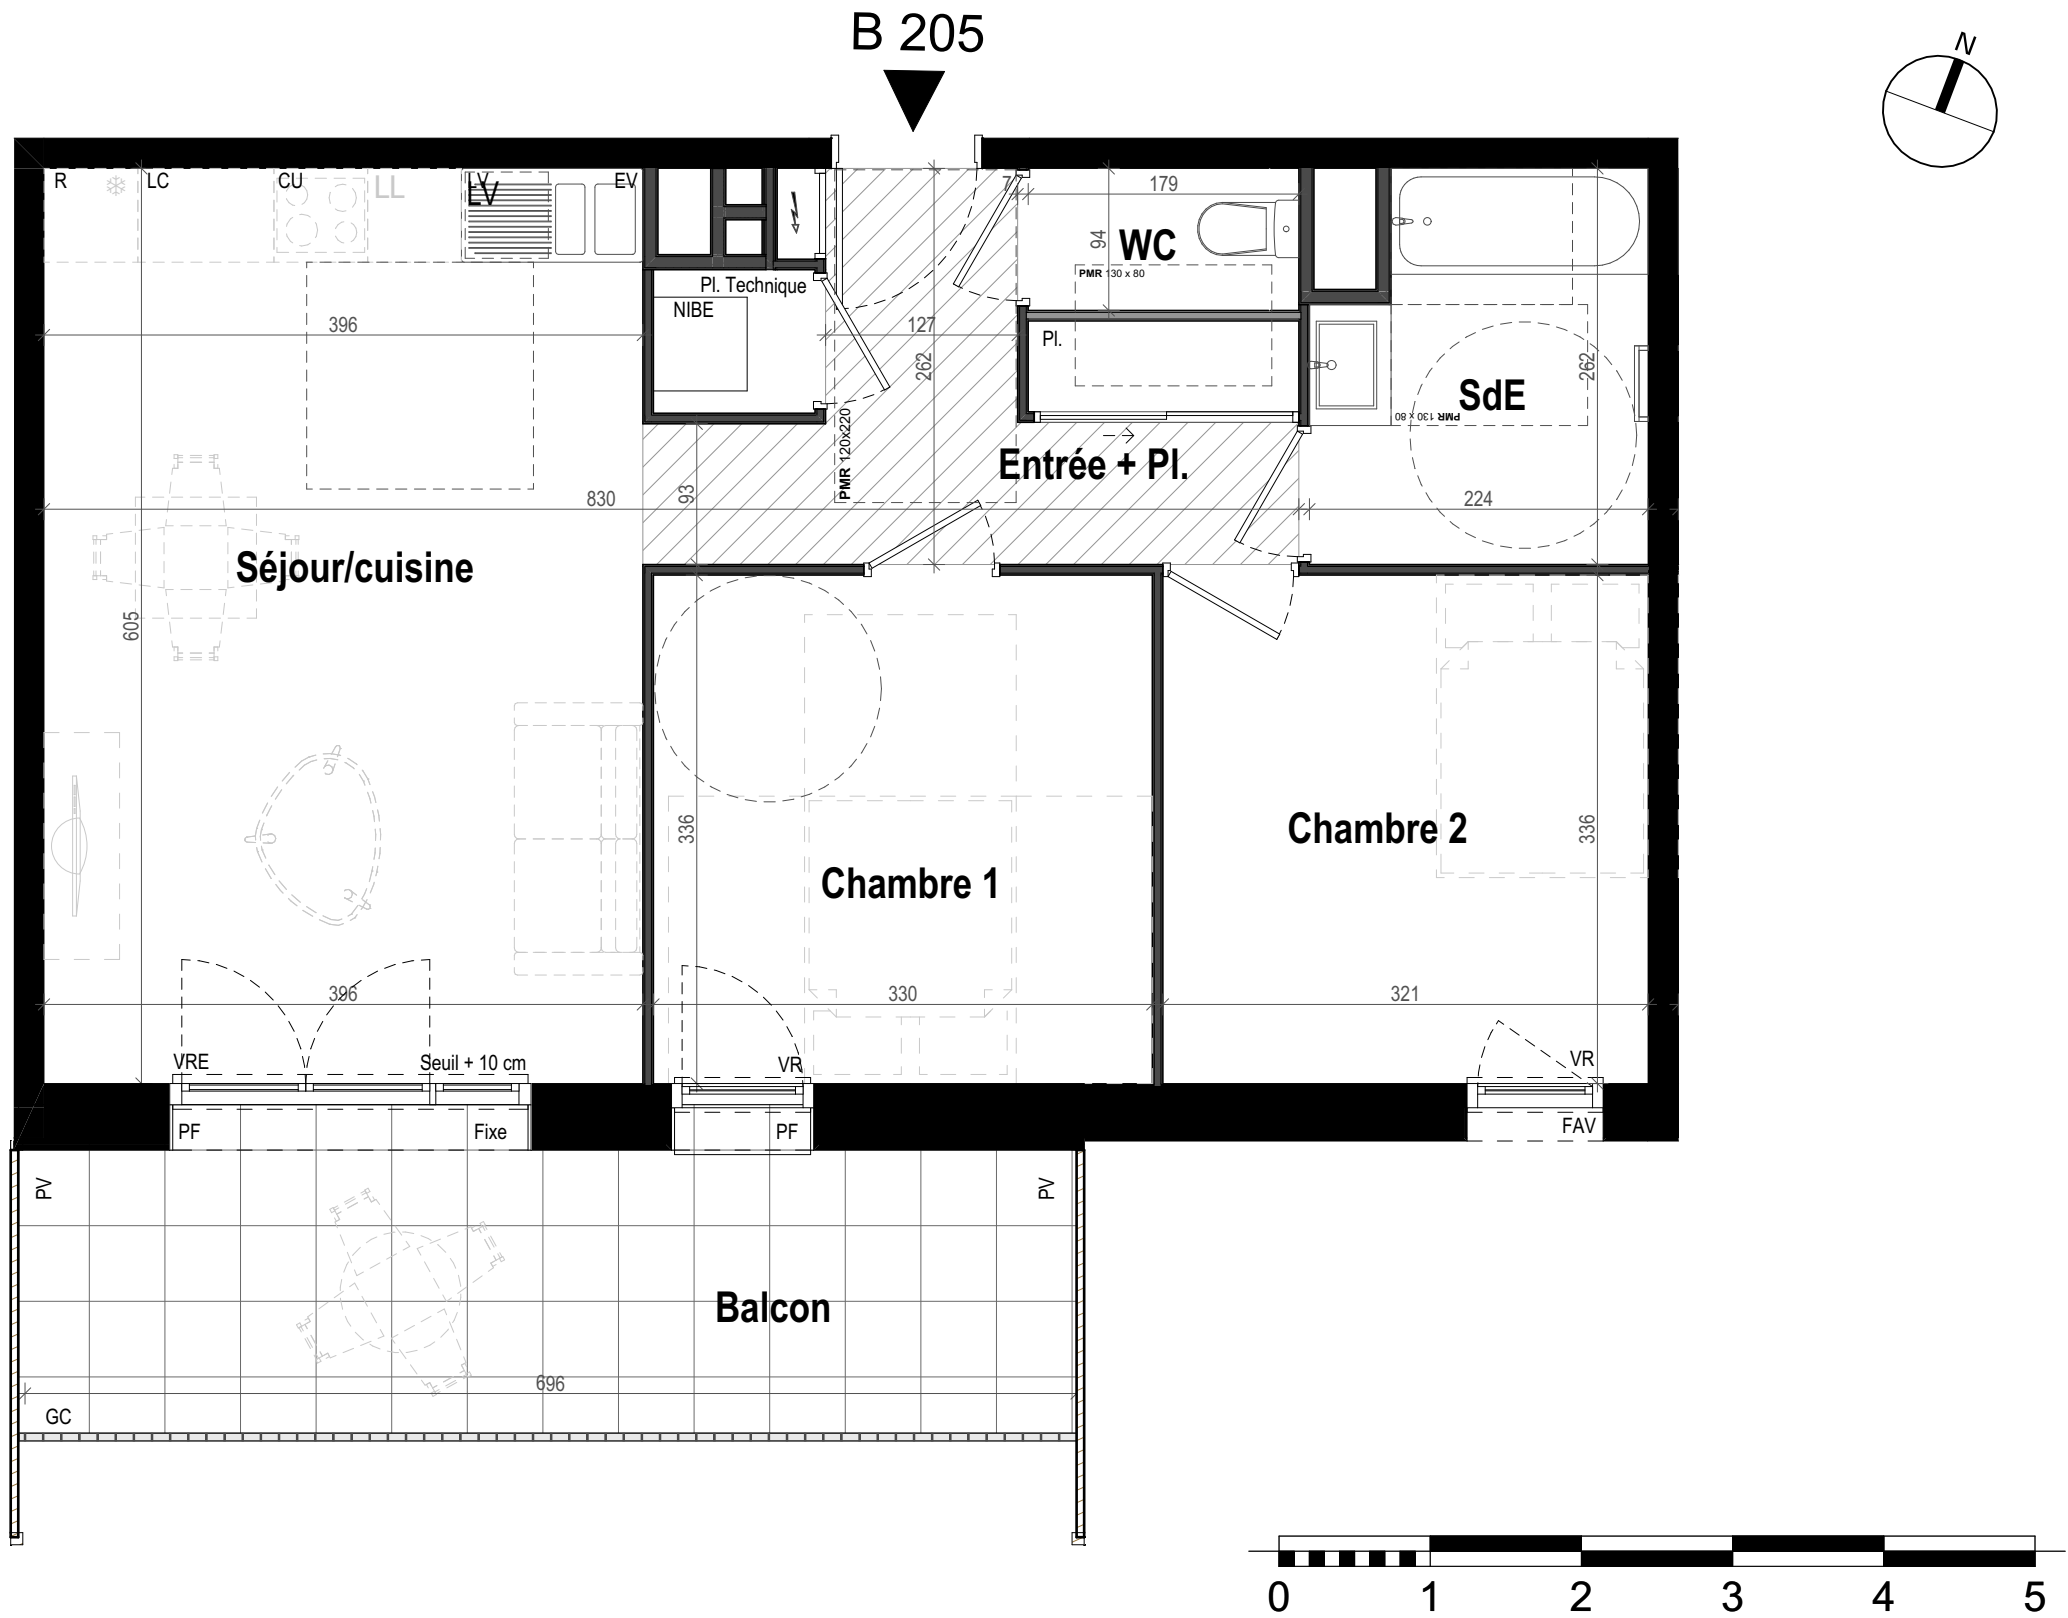 B 205
N
R
LC
CU
LL
LV
LV
EV
7
179
94
WC
PMR 130 x 80
Pl. Technique
NIBE
396
127
262
Pl.
262
SdE
PMR 130 x 80
PMR 120x220
Entrée + Pl.
830
93
224
Séjour/cuisine
605
336
Chambre 1
336
Chambre 2
396
330
321
VRE
Seuil + 10 cm
VR
VR
PF
Fixe
PF
FAV
PV
PV
Balcon
696
GC
0 1 2 3 4 5